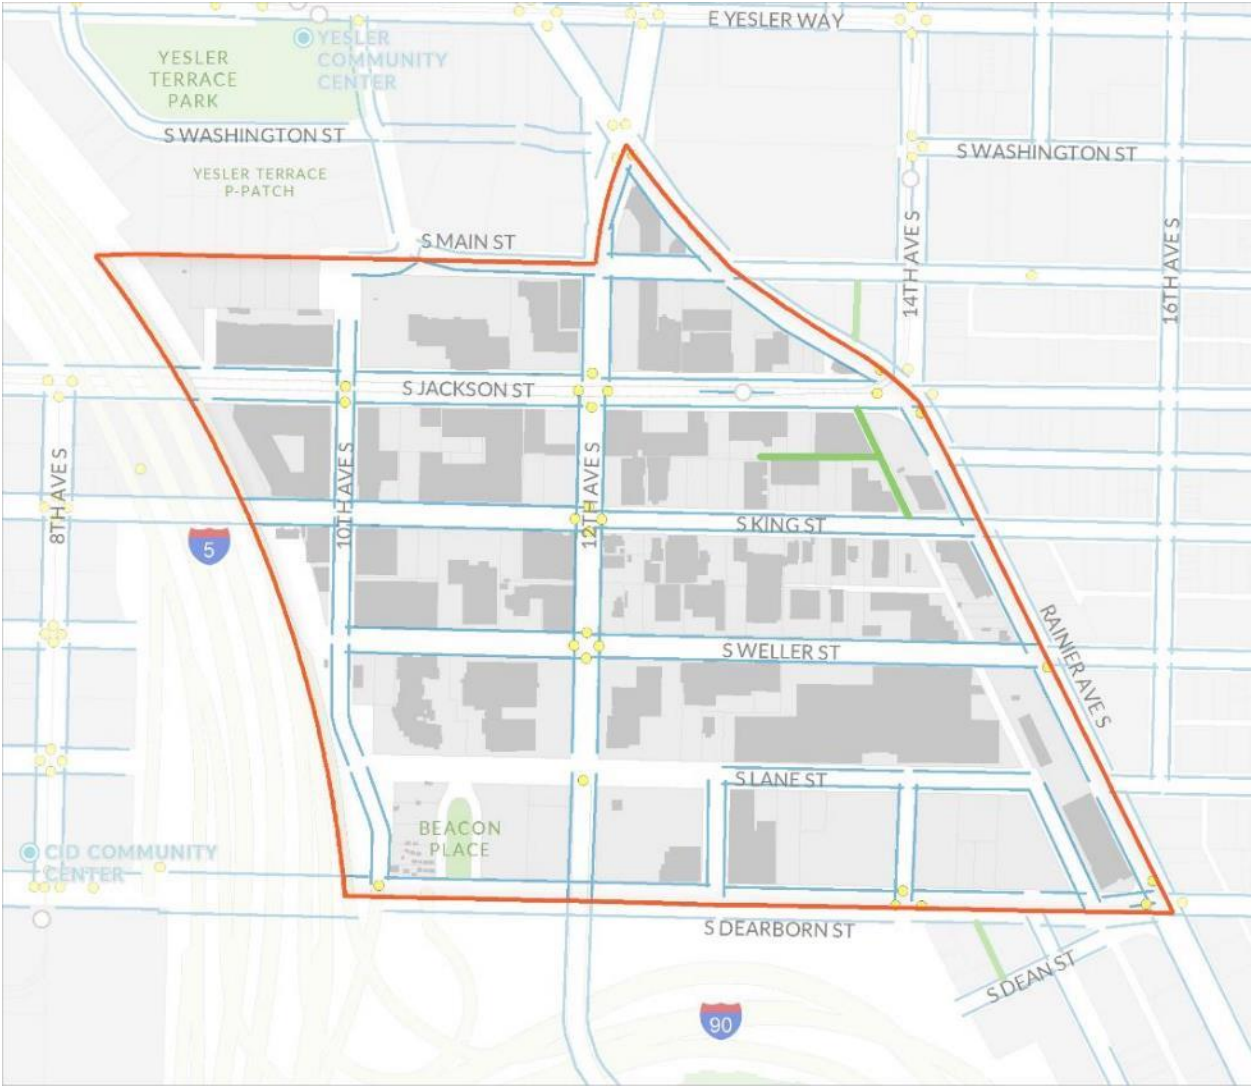 E YESLER WAY
YESLER
COMMUNITY
CENTER
YESLER
TERRACE
PARK
S WASHINGTON ST
S WASHINGTON ST
YESLER TERRACE
P-PATCH
S MAIN ST
14TH AVE S
16TH AVE S
S JACKSON ST
8TH AVE S
10TH AVE S
12TH AVE S
S KING ST
5
RAINIER AVE S
S WELLER ST
S LANE ST
BEACON
PLACE
CID COMMUNITY
CENTER
S DEARBORN ST
S DEAN ST
90